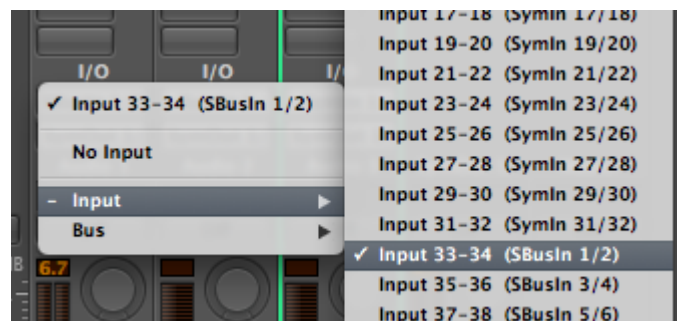 I/O
I/O
I/
✓ Input 33-34 (SBusIn 1/2)
No Input
- Input
Bus
6.7
Input 17-18 (SymIn 17/18)
Input 19-20 (SymIn 19/20)
Input 21-22 (SymIn 21/22)
Input 23-24 (SymIn 23/24)
Input 25-26 (SymIn 25/26)
Input 27-28 (SymIn 27/28)
Input 29-30 (SymIn 29/30)
Input 31-32 (SymIn 31/32)
✓ Input 33-34 (SBusIn 1/2)
Input 35-36 (SBusIn 3/4)
Input 37-38 (SBusIn 5/6)